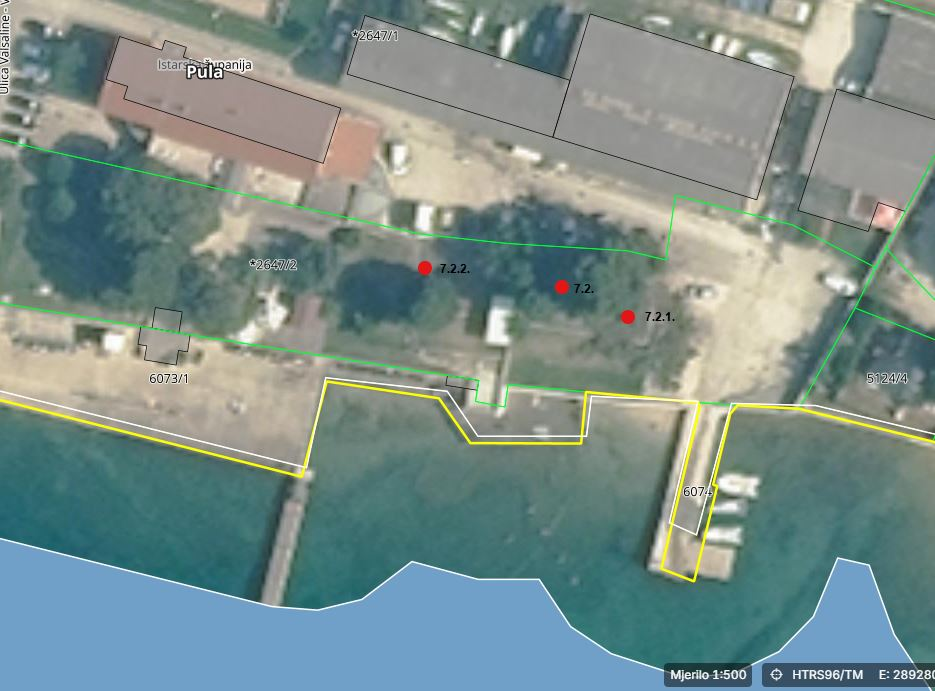 Ulica Valsaline - V
*2647/1
Istarska županija
Pula
*2647/2
7.2.2.
7.2.
7.2.1.
6073/1
5124/4
6074
Mjerilo 1:500
HTRS96/TM E: 289280